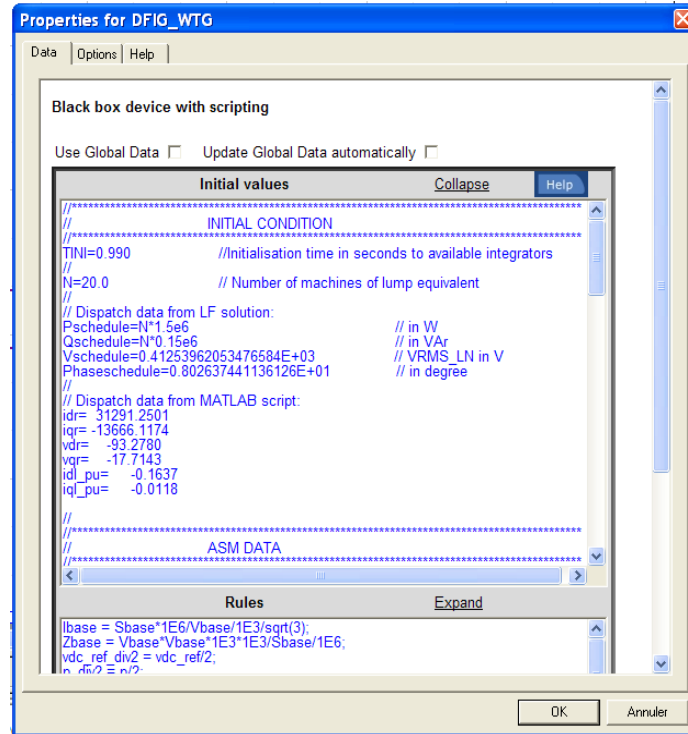 Properties for DFIG_WTG
Data Options Help
Black box device with scripting
Use Global Data Update Global Data automatically
Initial values Collapse Help
//******************************************************************************************
// INITIAL CONDITION
//******************************************************************************************
TINI=0.990 //Initialisation time in seconds to available integrators
//
N=20.0 // Number of machines of lump equivalent
//
// Dispatch data from LF solution:
Pschedule=N*1.5e6 // in W
Qschedule=N*0.15e6 // in VAr
Vschedule=0.41253962053476584E+03 // VRMS_LN in V
Phaseschedule=0.802637441136126E+01 // in degree
//
// Dispatch data from MATLAB script:
idr= 31291.2501
iqr= -13666.1174
vdr= -93.2780
vqr= -17.7143
idl_pu= -0.1637
iql_pu= -0.0118
//
//******************************************************************************************
// ASM DATA
//******************************************************************************************
Rules Expand
Ibase = Sbase*1E6/Vbase/1E3/sqrt(3);
Zbase = Vbase*Vbase*1E3*1E3/Sbase/1E6;
vdc_ref_div2 = vdc_ref/2;
p_div2 = p/2;
OK Annuler